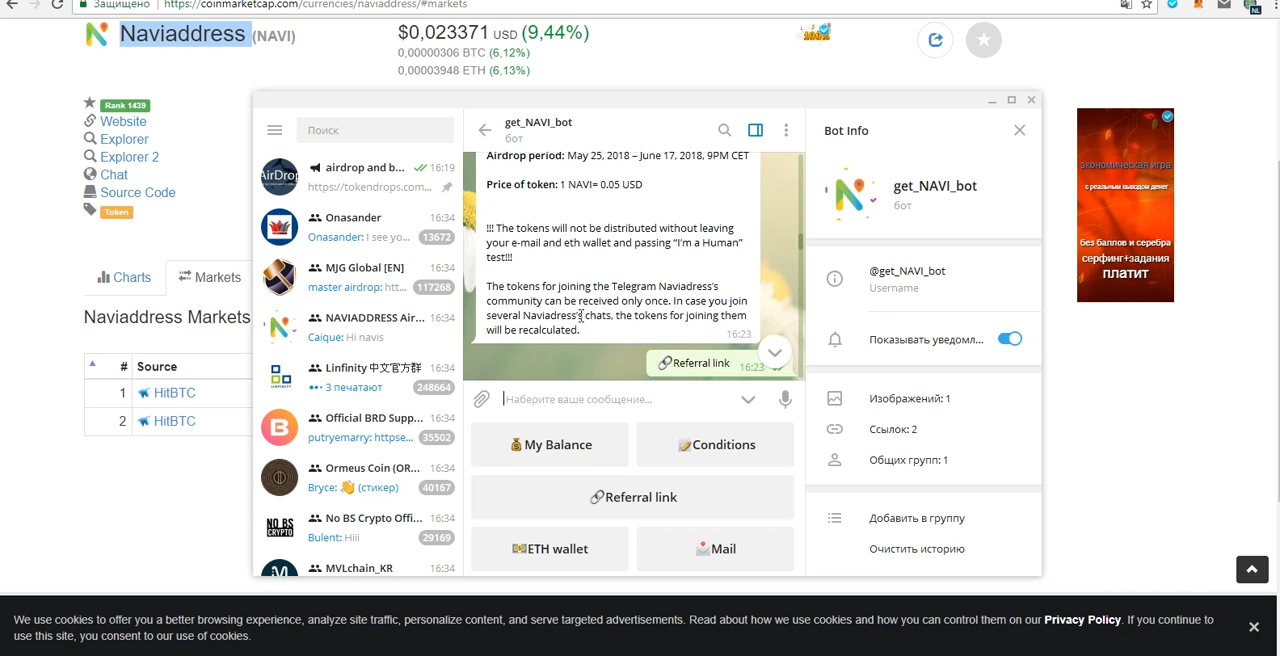 Защищено https://coinmarketcap.com/currencies/naviaddress/#markets
NL
Naviaddress (NAVI)
$0,023371 USD (9,44%)
0,00000306 BTC (6,12%)
0,00003948 ETH (6,13%)
Rank 1439
Website
Explorer
Explorer 2
Chat
Source Code
Token
Charts
Markets
Naviaddress Markets
# Source
1 HitBTC
2 HitBTC
Поиск
airdrop and b... 16:19
https://tokendrops.com...
Onasander 16:34
Onasander: I see yo... 13672
MJG Global [EN] 16:34
master airdrop: htt... 117268
NAVIADDRESS Air... 16:34
Caique: Hi navis
Linfinity 中文官方群 16:34
3 печатают 248664
Official BRD Supp... 16:34
putryemarry: httpse... 35502
Ormeus Coin (OR... 16:34
Bryce: 👋 (стикер) 40167
No BS Crypto Offi... 16:34
Bulent: Hiii 29169
MVLchain_KR 16:34
AirDrop
LINFINITY
B
NO BS CRYPTO
get_NAVI_bot
бот
Airdrop period: May 25, 2018 – June 17, 2018, 9PM CET
Price of token: 1 NAVI= 0.05 USD
!!! The tokens will not be distributed without leaving
your e-mail and eth wallet and passing “I’m a Human”
test!!!
The tokens for joining the Telegram Naviadress’s
community can be received only once. In case you join
several Naviadress’s chats, the tokens for joining them
will be recalculated. 16:23
🔗Referral link 16:23
Наберите ваше сообщение...
💰My Balance
📝Conditions
🔗Referral link
💵ETH wallet
📩Mail
Bot Info
get_NAVI_bot
бот
@get_NAVI_bot
Username
Показывать уведомл...
Изображений: 1
Ссылок: 2
Общих групп: 1
Добавить в группу
Очистить историю
экономическая игра
с реальным выводом денег
без баллов и серебра
серфинг+задания
платит
We use cookies to offer you a better browsing experience, analyze site traffic, personalize content, and serve targeted advertisements. Read about how we use cookies and how you can control them on our Privacy Policy. If you continue to
use this site, you consent to our use of cookies.